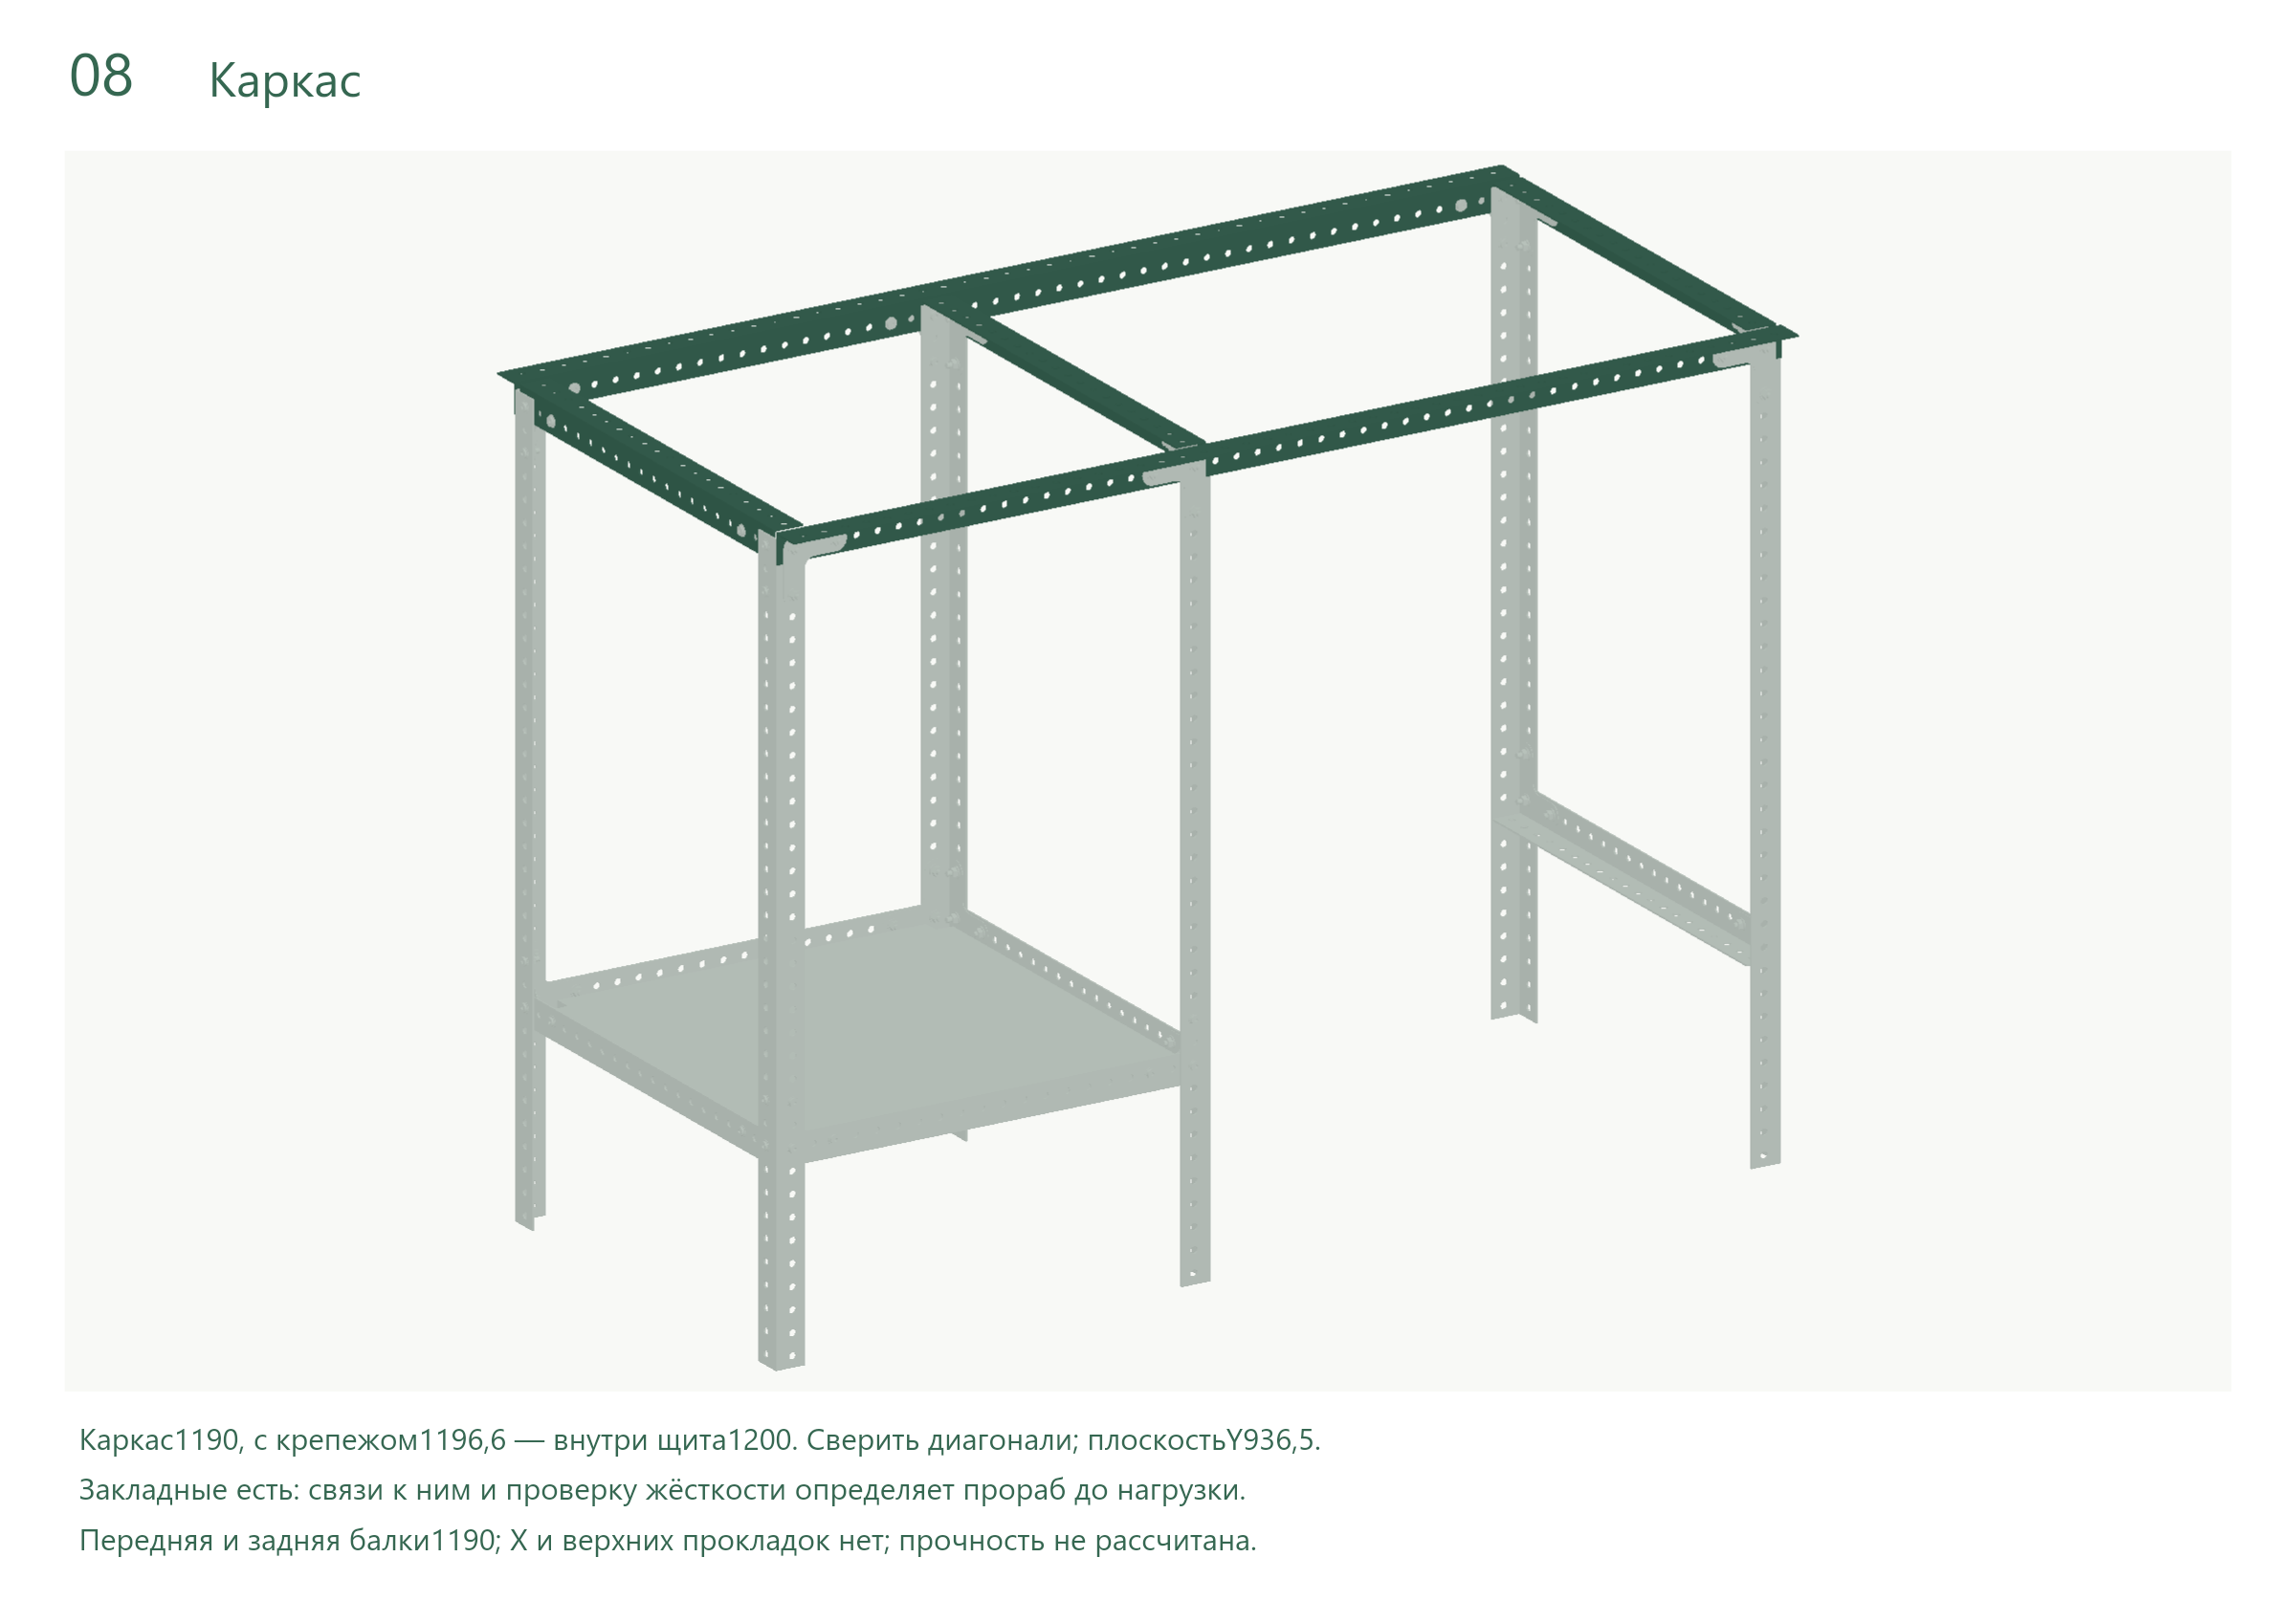 08 Каркас
Каркас1190, с крепежом1196,6 — внутри щита1200. Сверить диагонали; плоскостьY936,5.
Закладные есть: связи к ним и проверку жёсткости определяет прораб до нагрузки.
Передняя и задняя балки1190; X и верхних прокладок нет; прочность не рассчитана.